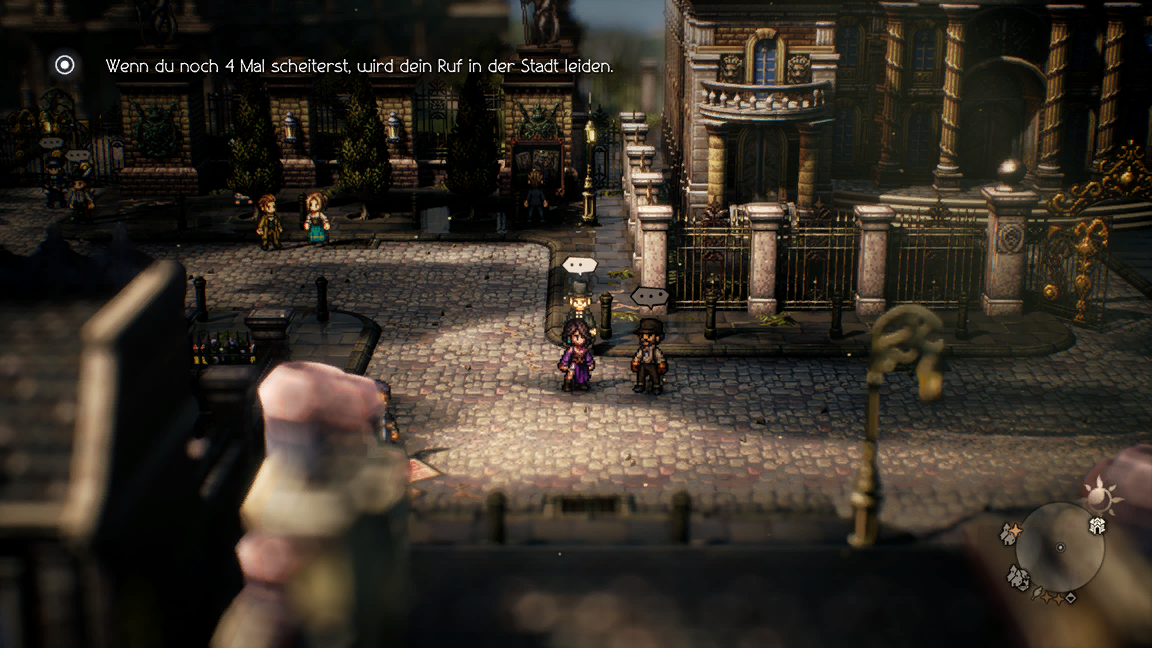 Wenn du noch 4 Mal scheiterst, wird dein Ruf in der Stadt leiden.